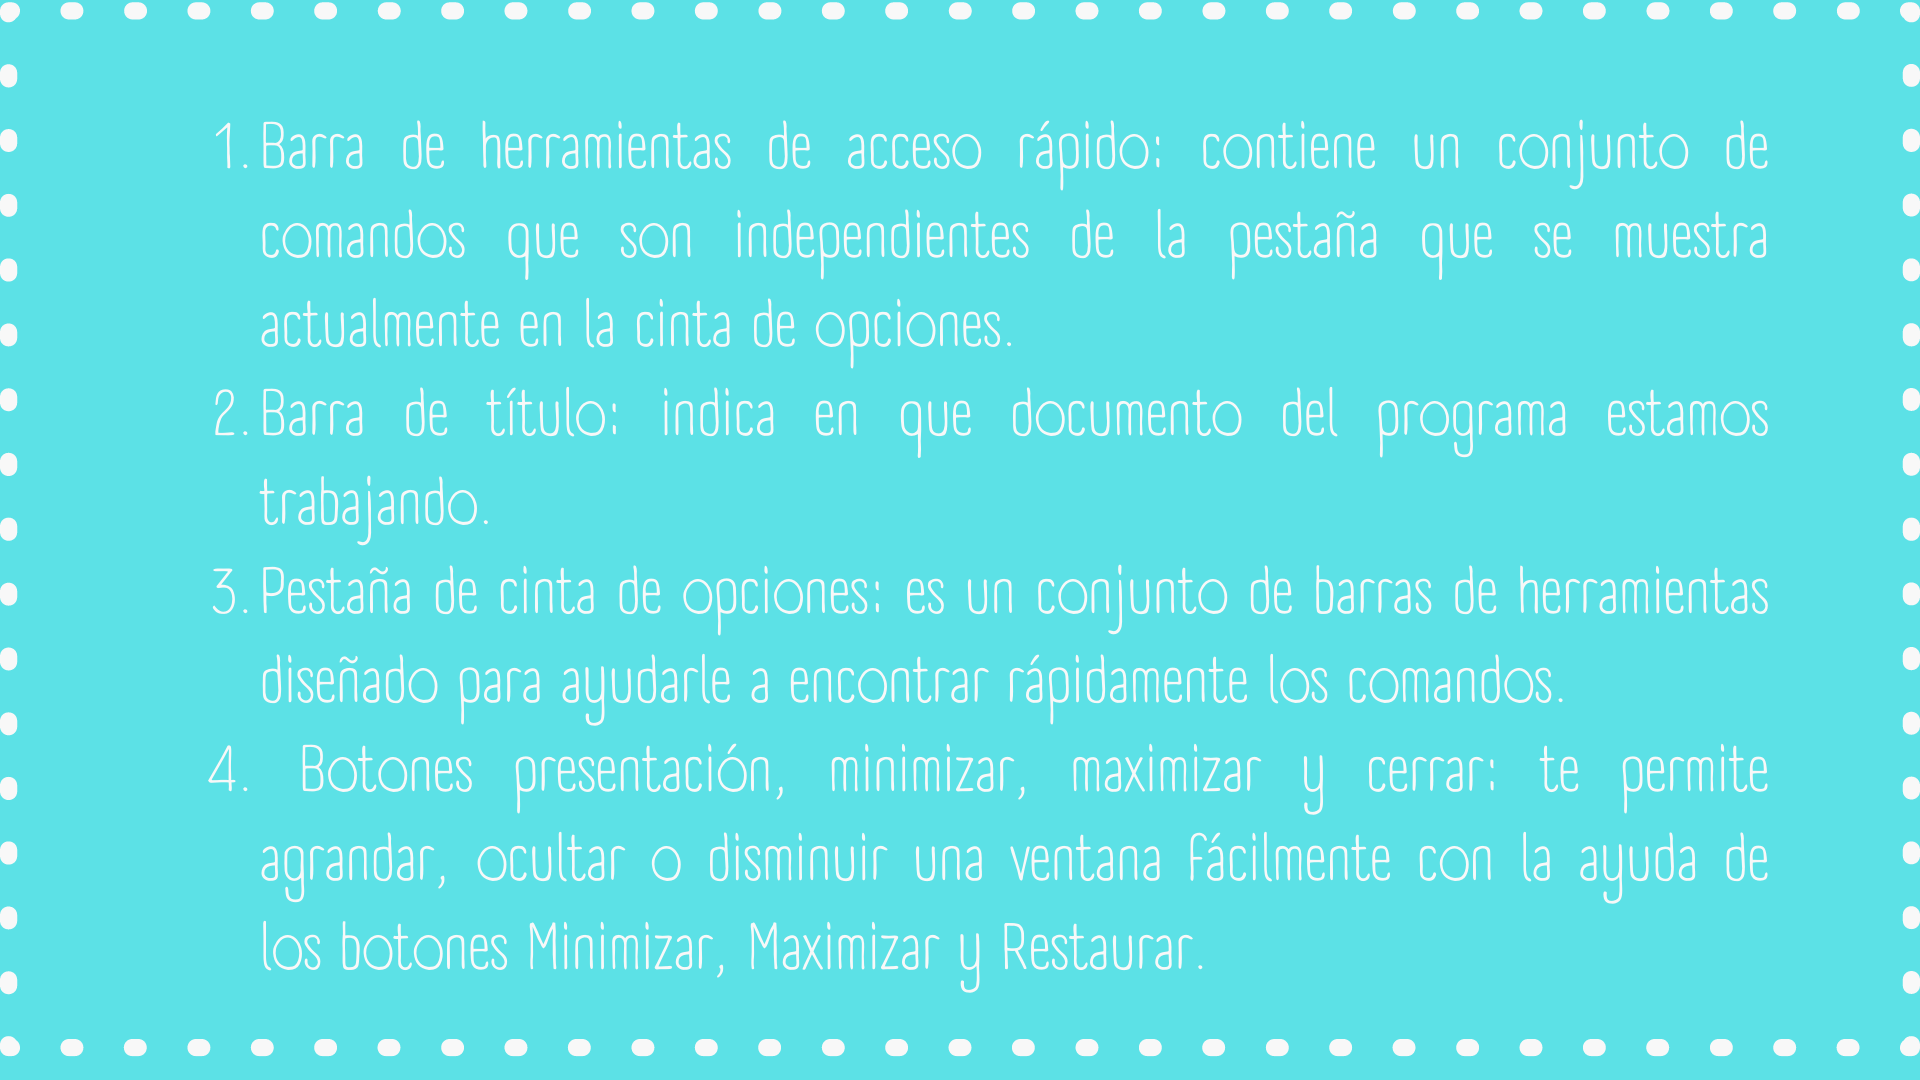 1. Barra de herramientas de acceso rápido: contiene un conjunto de
comandos que son independientes de la pestaña que se muestra
actualmente en la cinta de opciones.
2. Barra de título: indica en que documento del programa estamos
trabajando.
3. Pestaña de cinta de opciones: es un conjunto de barras de herramientas
diseñado para ayudarle a encontrar rápidamente los comandos.
4. Botones presentación, minimizar, maximizar y cerrar: te permite
agrandar, ocultar o disminuir una ventana fácilmente con la ayuda de
los botones Minimizar, Maximizar y Restaurar.